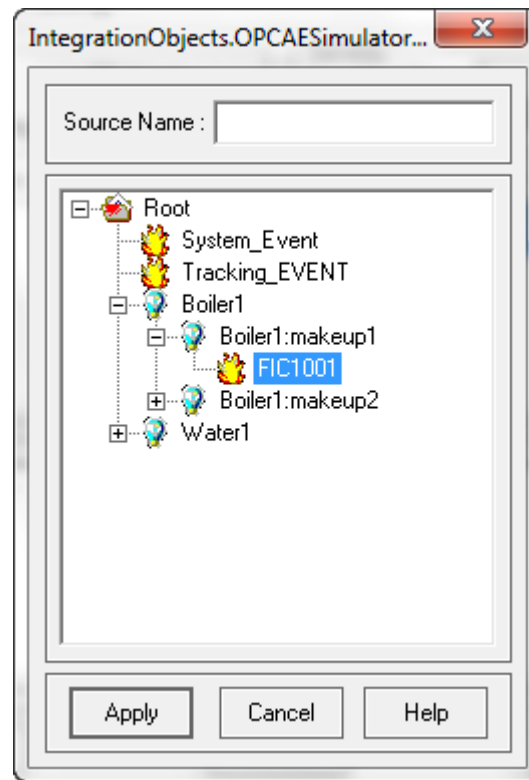 IntegrationObjects.OPCAESimulator...
Source Name :
Root
System_Event
Tracking_EVENT
Boiler1
Boiler1:makeup1
FIC1001
Boiler1:makeup2
Water1
Apply Cancel Help